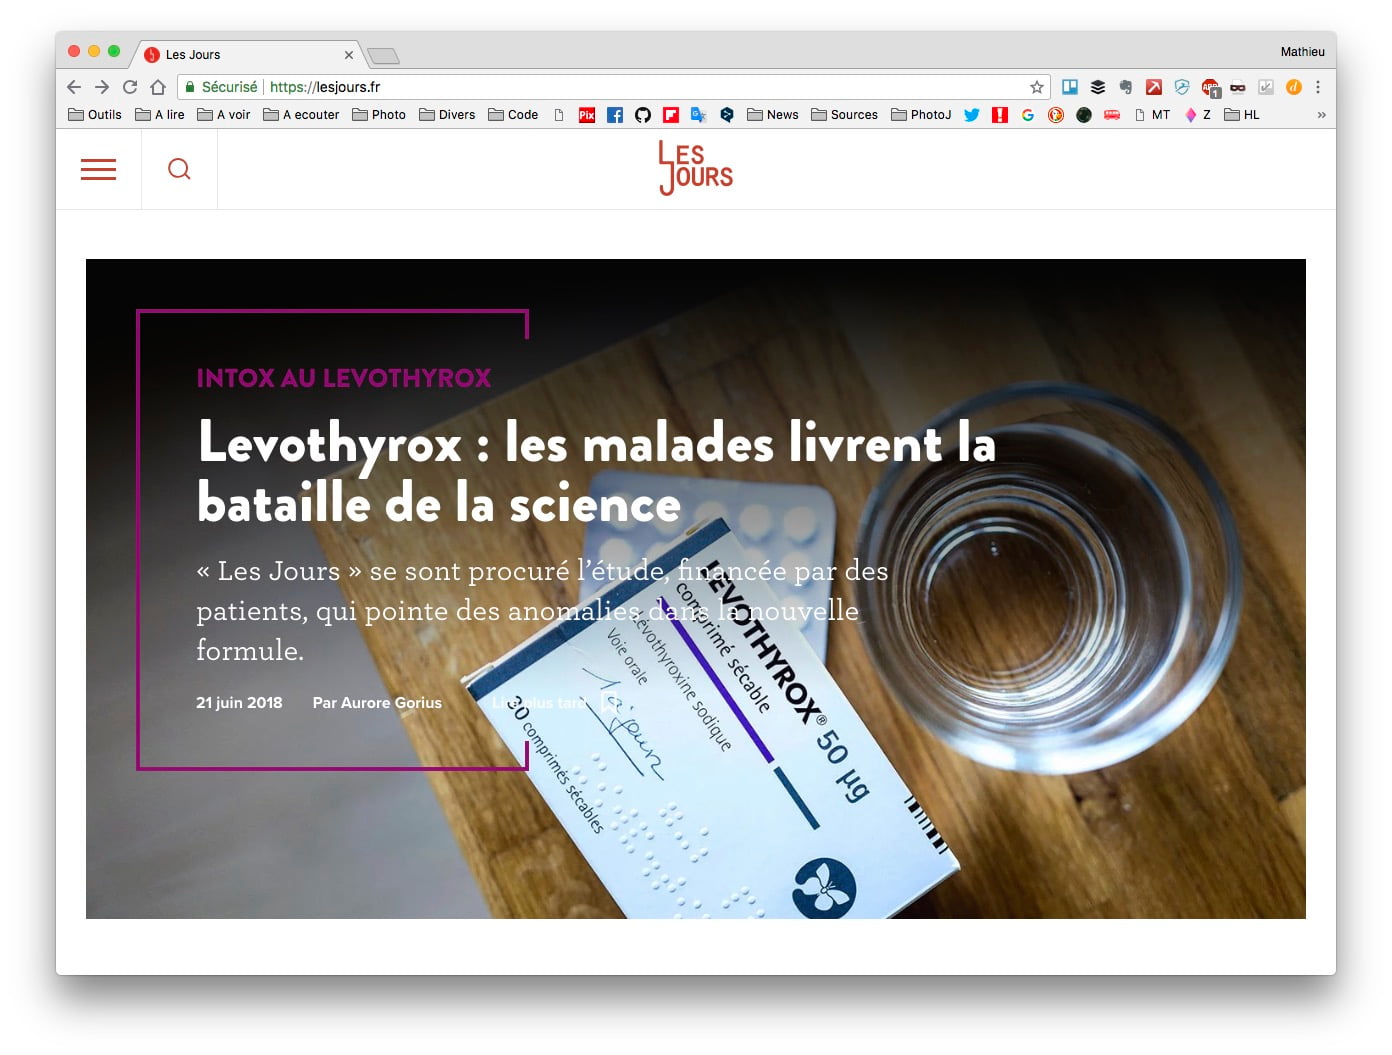 Les Jours
Mathieu
Sécurisé https://lesjours.fr
Outils A lire A voir A ecouter Photo Divers Code Pix News Sources PhotoJ MT Z HL »
LES
JOURS
INTOX AU LEVOTHYROX
Levothyrox : les malades livrent la
bataille de la science
« Les Jours » se sont procuré l’étude, financée par des
patients, qui pointe des anomalies dans la nouvelle
formule.
21 juin 2018 Par Aurore Gorius Lire plus tard
LEVOTHYROX® 50 µg
comprimé sécable
Lévothyroxine sodique
Voie orale
30 comprimés sécables